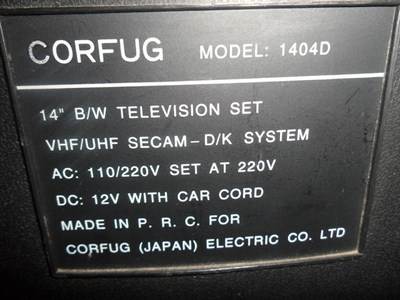 CORFUG MODEL: 1404D
14" B/W TELEVISION SET
VHF/UHF SECAM-D/K SYSTEM
AC: 110/220V SET AT 220V
DC: 12V WITH CAR CORD
MADE IN P. R. C. FOR
CORFUG (JAPAN) ELECTRIC CO. LTD